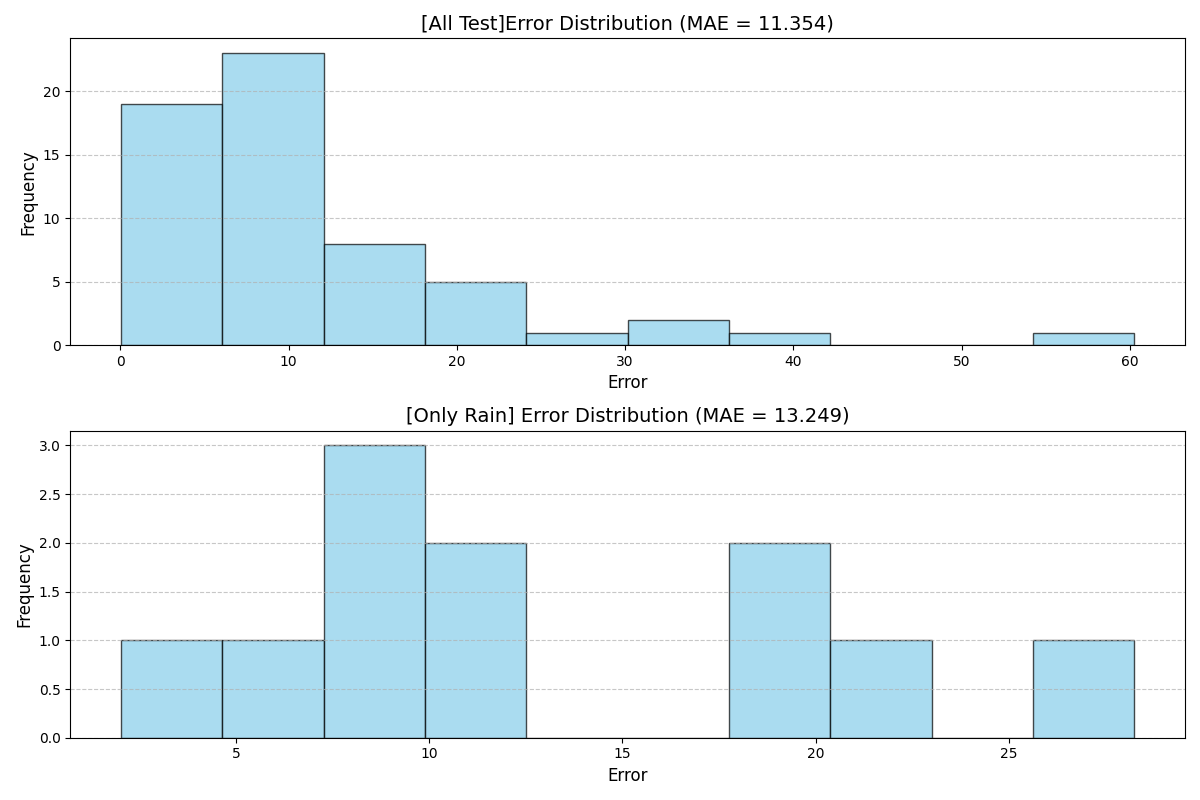 [All Test]Error Distribution (MAE = 11.354)
Frequency
20
15
10
5
0
0 10 20 30 40 50 60
Error
[Only Rain] Error Distribution (MAE = 13.249)
Frequency
3.0
2.5
2.0
1.5
1.0
0.5
0.0
5 10 15 20 25
Error